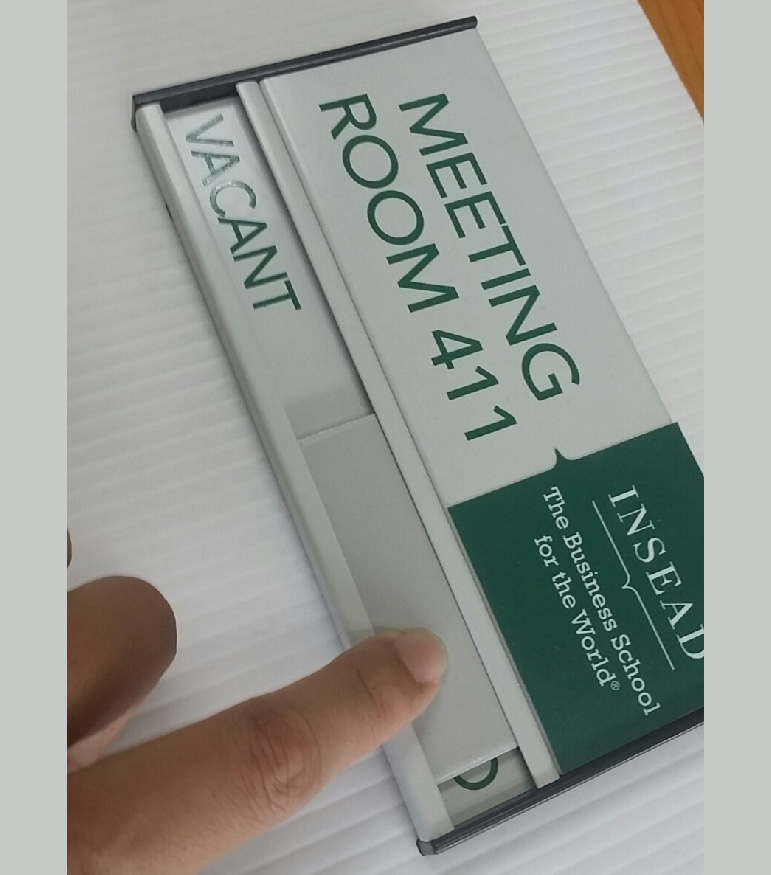 MEETING
ROOM 411
VACANT
INSEAD
The Business School
for the World®